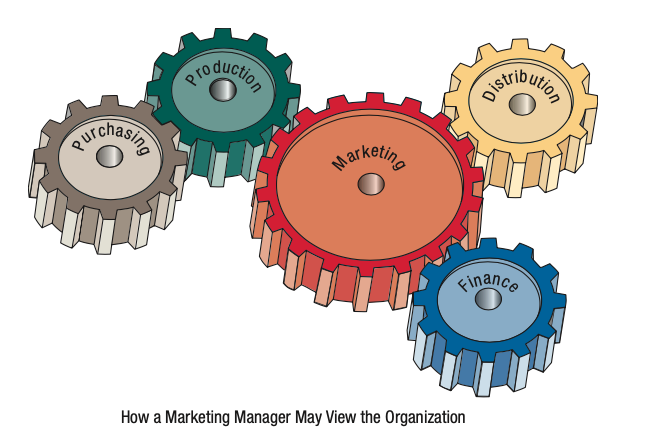 Production
Distribution
Purchasing
Marketing
Finance
How a Marketing Manager May View the Organization